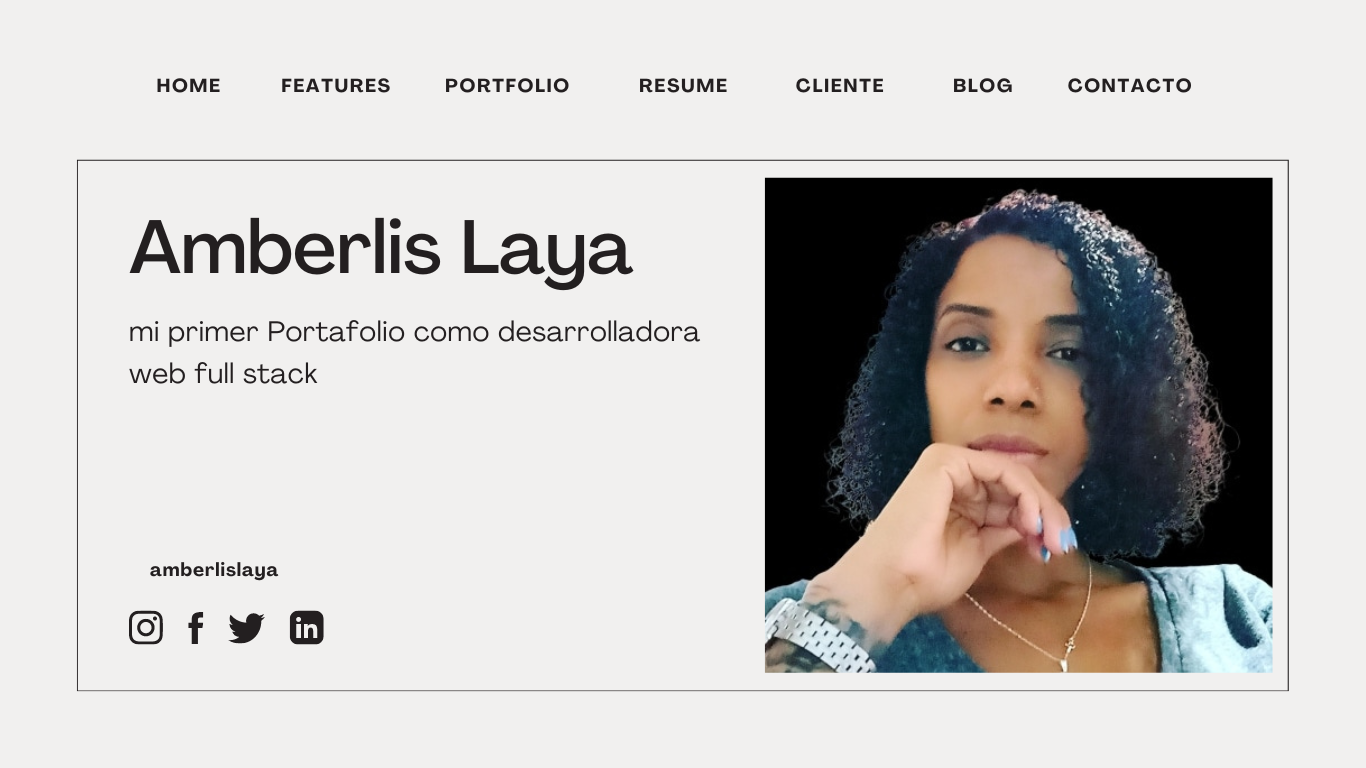 HOME FEATURES PORTFOLIO RESUME CLIENTE BLOG CONTACTO
Amberlis Laya
mi primer Portafolio como desarrolladora
web full stack
amberlislaya